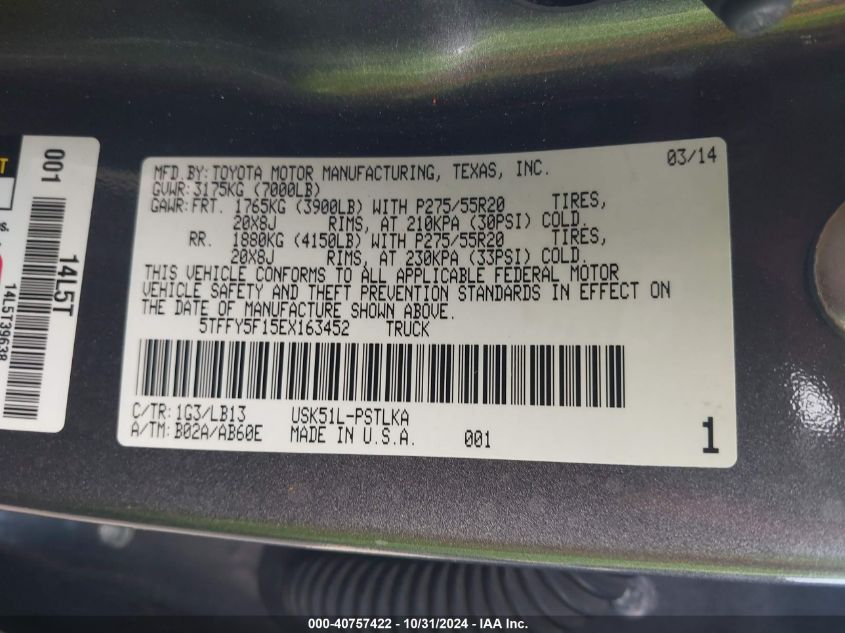 MFD.BY:TOYOTA MOTOR MANUFACTURING, TEXAS, INC. 03/14
GVWR:3175KG (7000LB)
GAWR:FRT. 1765KG (3900LB) WITH P275/55R20 TIRES,
20X8J RIMS, AT 210KPA (30PSI) COLD.
RR. 1880KG (4150LB) WITH P275/55R20 TIRES,
20X8J RIMS, AT 230KPA (33PSI) COLD.
THIS VEHICLE CONFORMS TO ALL APPLICABLE FEDERAL MOTOR
VEHICLE SAFETY AND THEFT PREVENTION STANDARDS IN EFFECT ON
THE DATE OF MANUFACTURE SHOWN ABOVE.
5TFFY5F15EX163452 TRUCK
C/TR:1G3/LB13 USK51L-PSTLKA
A/TM:B02A/AB60E MADE IN U.S.A. 001
1
001
14L5T
14L5T39638
000-40757422 - 10/31/2024 - IAA Inc.